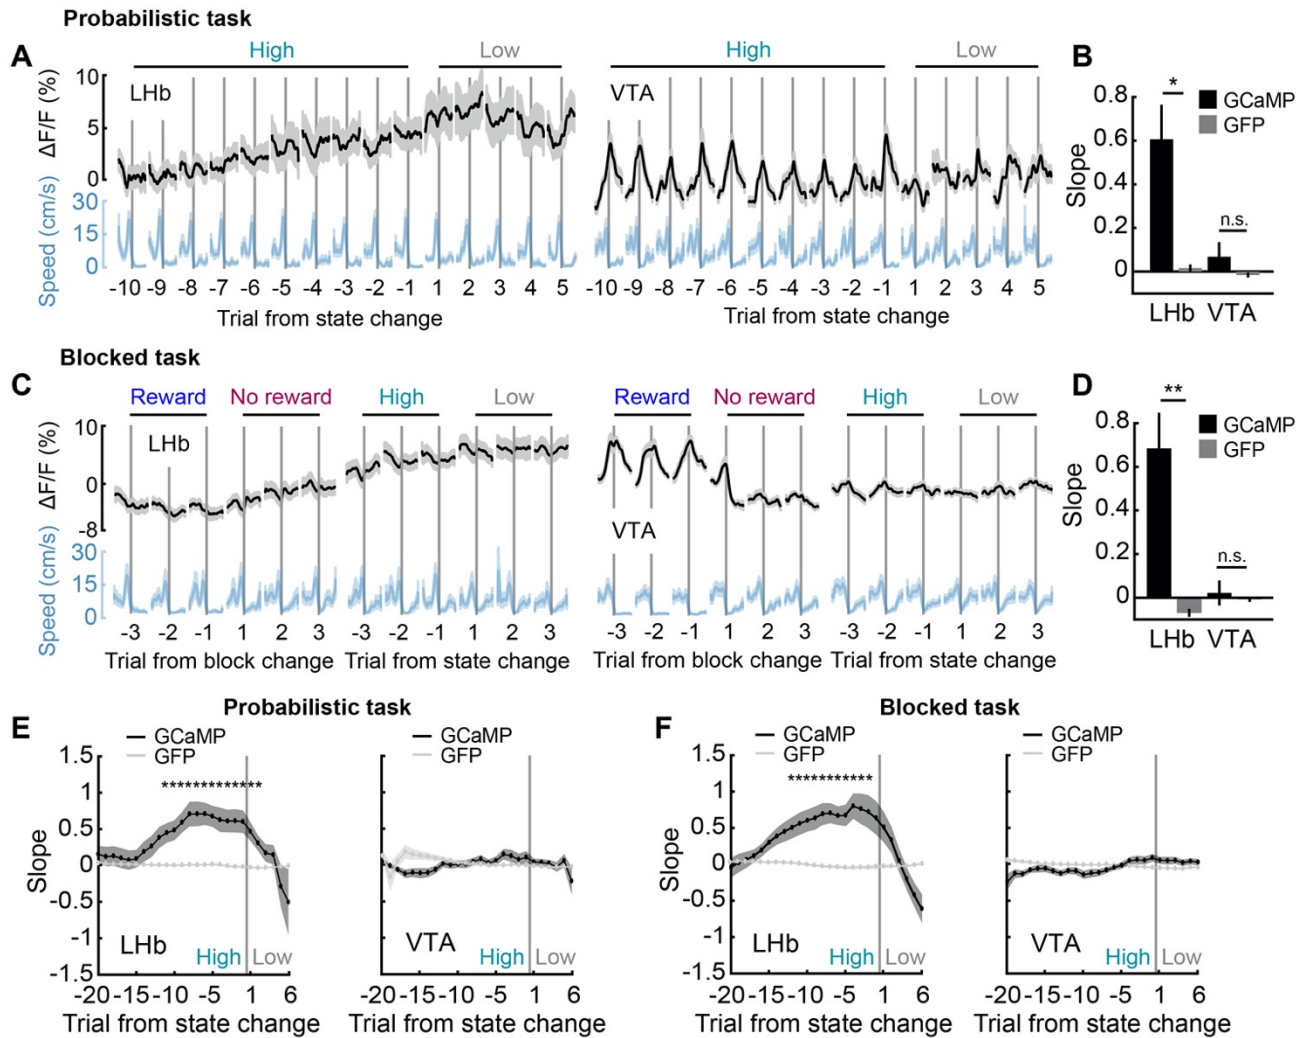 Probabilistic task
A
High
Low
High
Low
LHb
VTA
ΔF/F (%)
10
5
0
Speed (cm/s)
30
15
0
-10 -9 -8 -7 -6 -5 -4 -3 -2 -1 1 2 3 4 5
Trial from state change
-10 -9 -8 -7 -6 -5 -4 -3 -2 -1 1 2 3 4 5
Trial from state change
B
*
GCaMP
GFP
n.s.
Slope
0.8
0.6
0.4
0.2
0
LHb VTA
Blocked task
C
Reward No reward High Low
Reward No reward High Low
LHb
VTA
ΔF/F (%)
10
0
-8
Speed (cm/s)
30
15
0
-3 -2 -1 1 2 3
Trial from block change
-3 -2 -1 1 2 3
Trial from state change
-3 -2 -1 1 2 3
Trial from block change
-3 -2 -1 1 2 3
Trial from state change
D
**
GCaMP
GFP
n.s.
Slope
0.8
0.6
0.4
0.2
0
LHb VTA
Probabilistic task
E
GCaMP
GFP
*************
Slope
1.5
1
0.5
0
-0.5
-1
-1.5
LHb
High Low
-20 -15 -10 -5 1 6
Trial from state change
GCaMP
GFP
VTA
High Low
-20 -15 -10 -5 1 6
Trial from state change
Blocked task
F
GCaMP
GFP
***********
Slope
1.5
1
0.5
0
-0.5
-1
-1.5
LHb
High Low
-20 -15 -10 -5 1 6
Trial from state change
GCaMP
GFP
VTA
High Low
-20 -15 -10 -5 1 6
Trial from state change